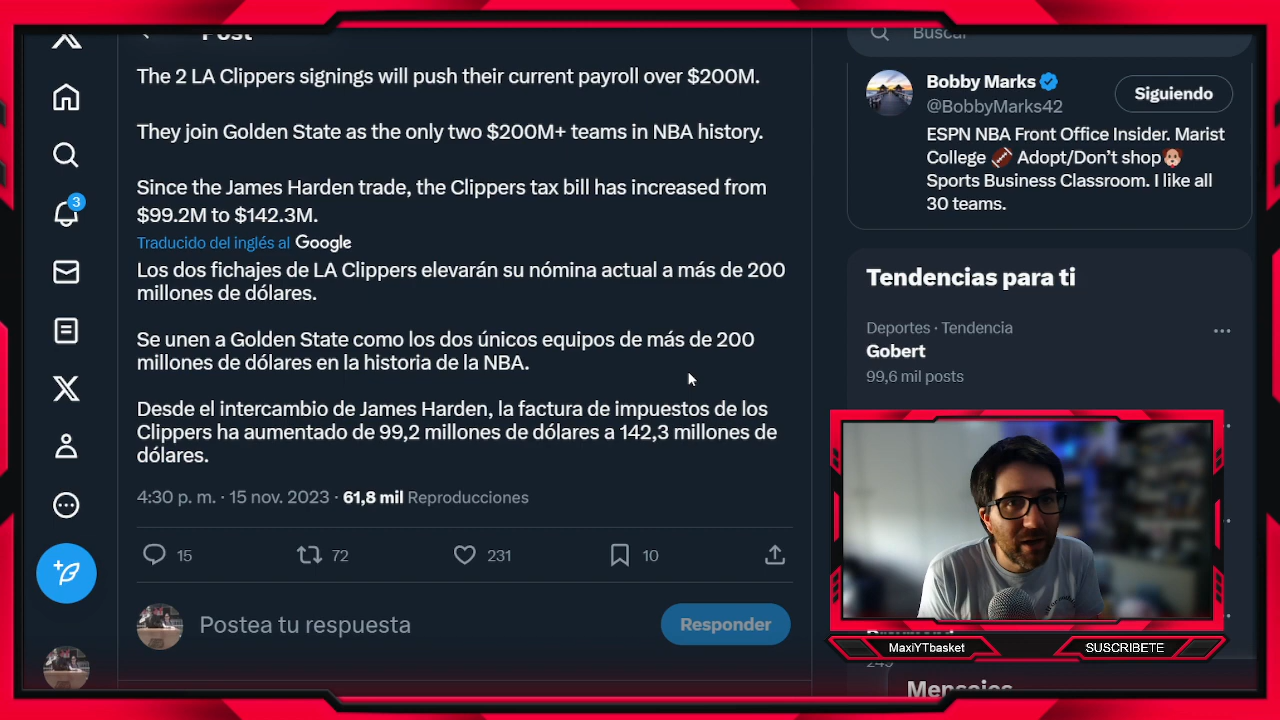 Post
The 2 LA Clippers signings will push their current payroll over $200M.
They join Golden State as the only two $200M+ teams in NBA history.
Since the James Harden trade, the Clippers tax bill has increased from
$99.2M to $142.3M.
Traducido del inglés al Google
Los dos fichajes de LA Clippers elevarán su nómina actual a más de 200
millones de dólares.
Se unen a Golden State como los dos únicos equipos de más de 200
millones de dólares en la historia de la NBA.
Desde el intercambio de James Harden, la factura de impuestos de los
Clippers ha aumentado de 99,2 millones de dólares a 142,3 millones de
dólares.
4:30 p. m. · 15 nov. 2023 · 61,8 mil Reproducciones
15 72 231 10
Postea tu respuesta
Responder
3
Buscar
Bobby Marks
@BobbyMarks42
Siguiendo
ESPN NBA Front Office Insider. Marist
College 🏈 Adopt/Don’t shop🐶
Sports Business Classroom. I like all
30 teams.
Tendencias para ti
Deportes · Tendencia
Gobert
99,6 mil posts
MaxiYTbasket
SUSCRIBETE
Mensajes